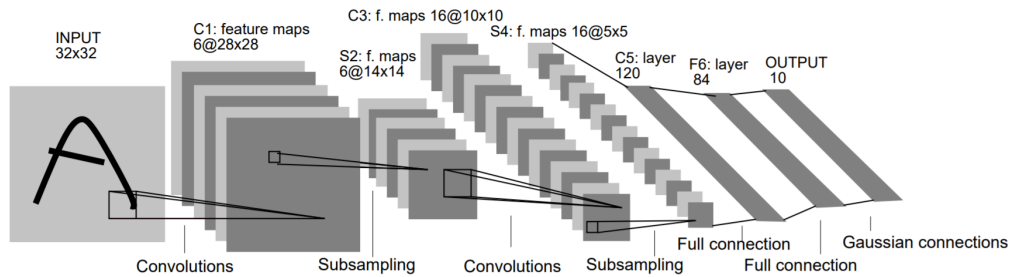 INPUT
32x32
C1: feature maps
6@28x28
S2: f. maps
6@14x14
C3: f. maps 16@10x10
S4: f. maps 16@5x5
C5: layer
120
F6: layer
84
OUTPUT
10
Convolutions
Subsampling
Convolutions
Subsampling
Full connection
Full connection
Gaussian connections